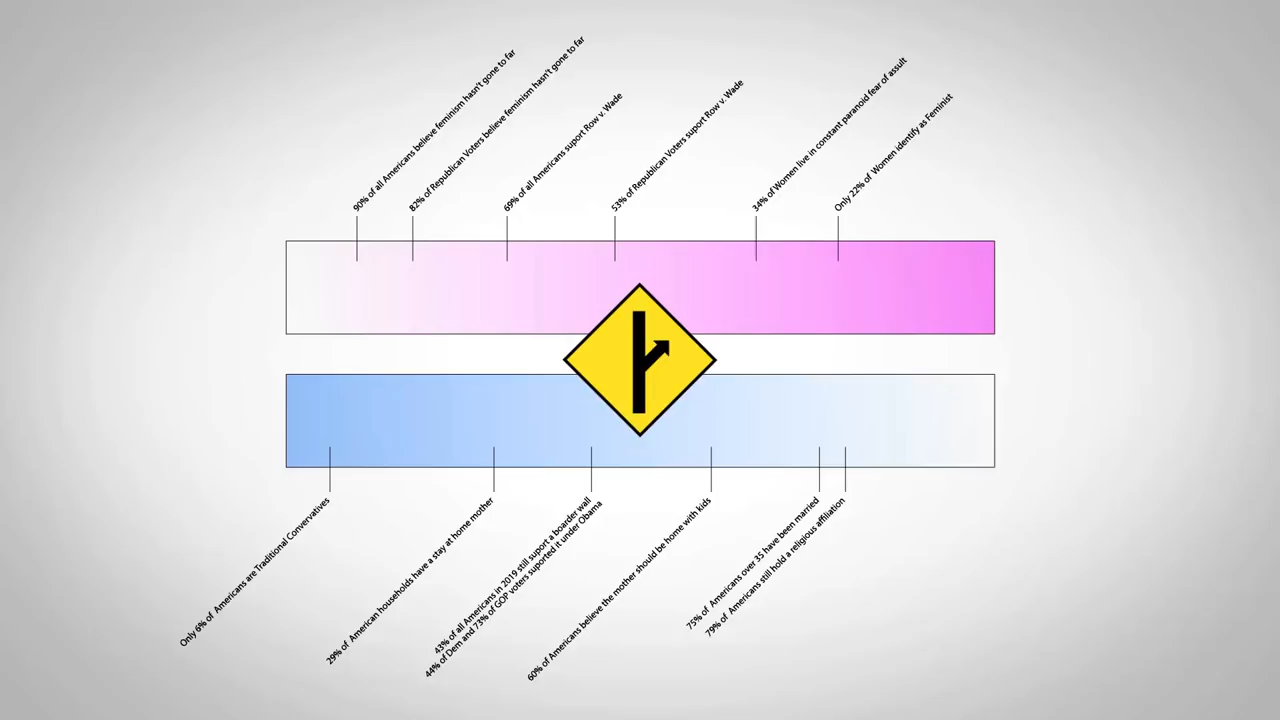 90% of all Americans believe feminism hasn't gone to far
82% of Republican Voters believe feminism hasn't gone to far
69% of all Americans suport Row v. Wade
53% of Republican Voters suport Row v. Wade
34% of Women live in constant paranoid fear of assult
Only 22% of Women identify as Feminist
Only 6% of Americans are Traditional Convervatives
29% of American households have a stay at home mother
43% of all Americans in 2019 still suport a boarder wall
44% of Dem and 73% of GOP voters suported it under Obama
60% of Americans believe the mother should be home with kids
75% of Americans over 35 have been married
79% of Americans still hold a religious affiliation